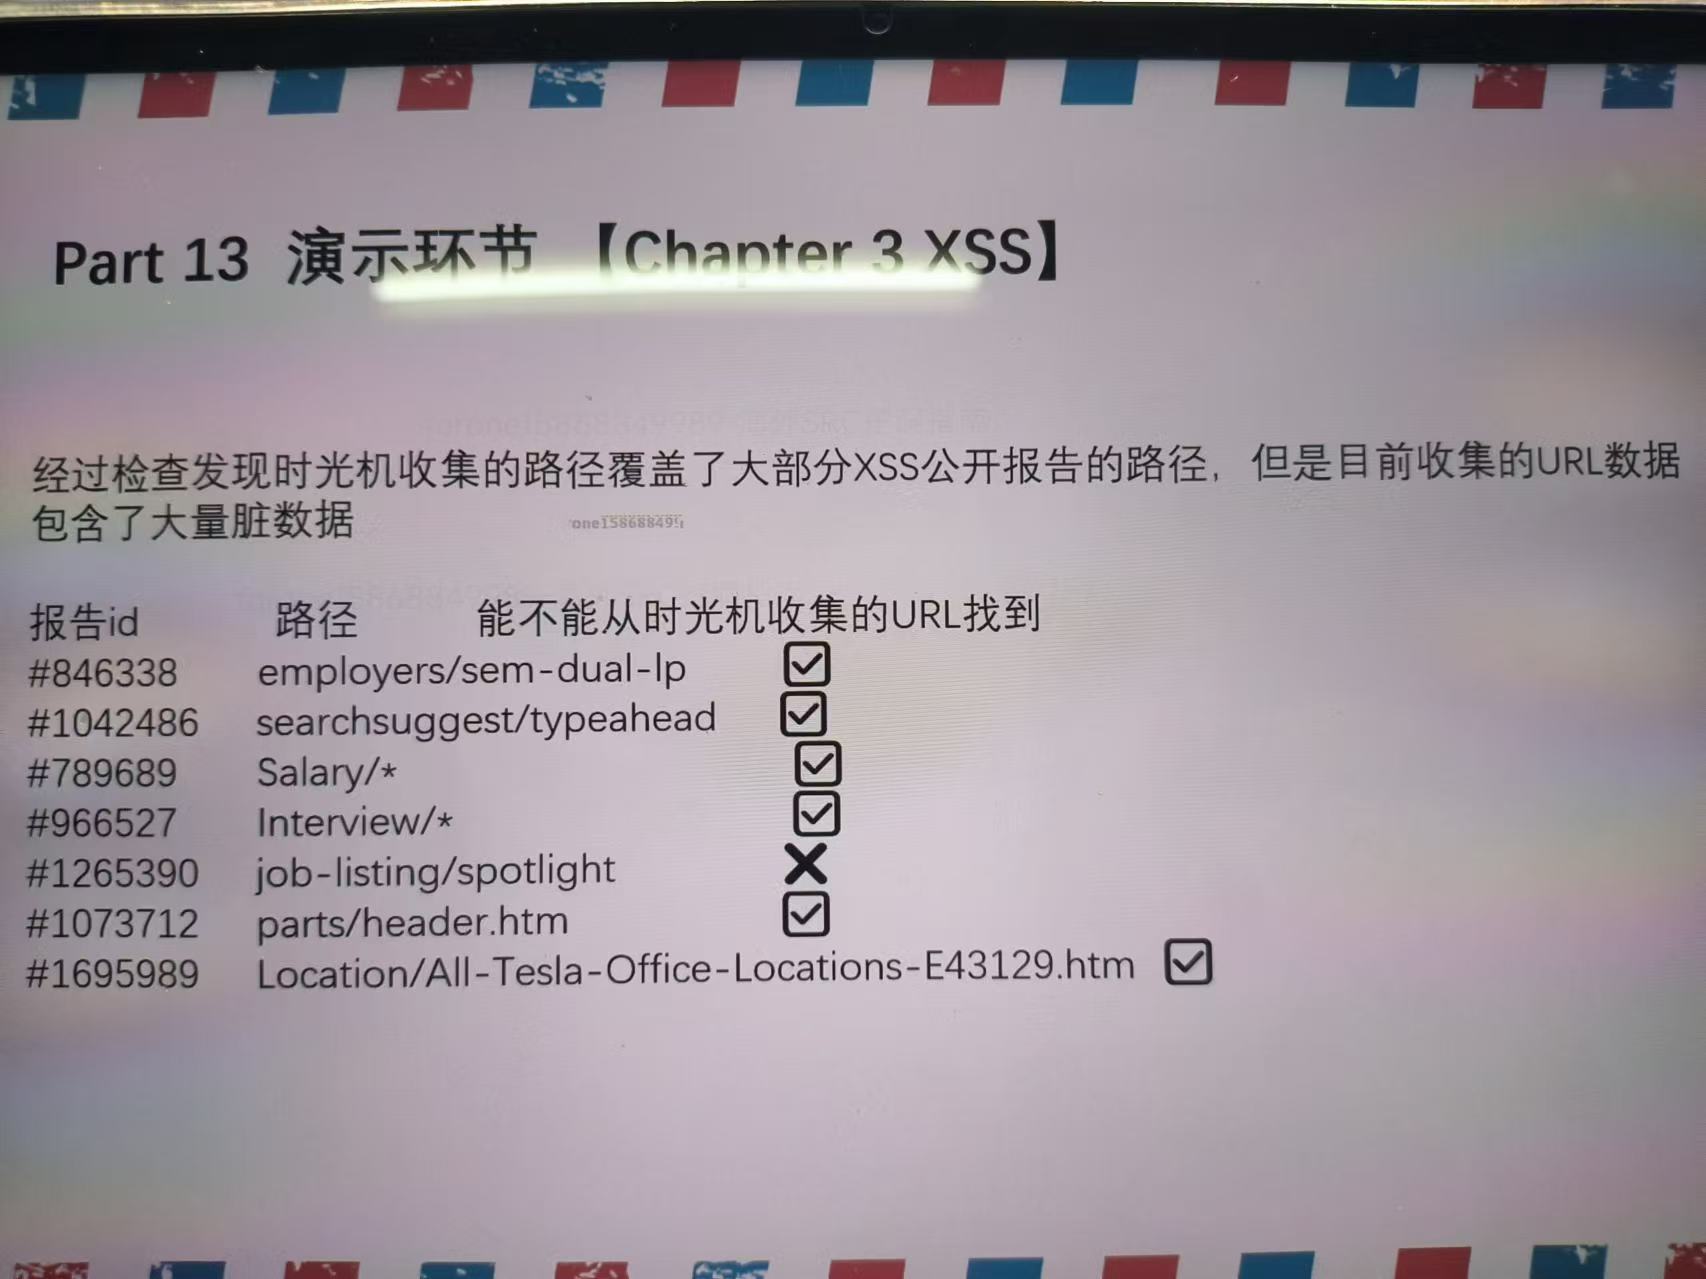 Part 13 演示环节 【Chapter 3 XSS】
经过检查发现时光机收集的路径覆盖了大部分XSS公开报告的路径，但是目前收集的URL数据
包含了大量脏数据
one158688499
报告id 路径 能不能从时光机收集的URL找到
#846338 employers/sem-dual-lp ☑
#1042486 searchsuggest/typeahead ☑
#789689 Salary/* ☑
#966527 Interview/* ☑
#1265390 job-listing/spotlight ✖
#1073712 parts/header.htm ☑
#1695989 Location/All-Tesla-Office-Locations-E43129.htm ☑